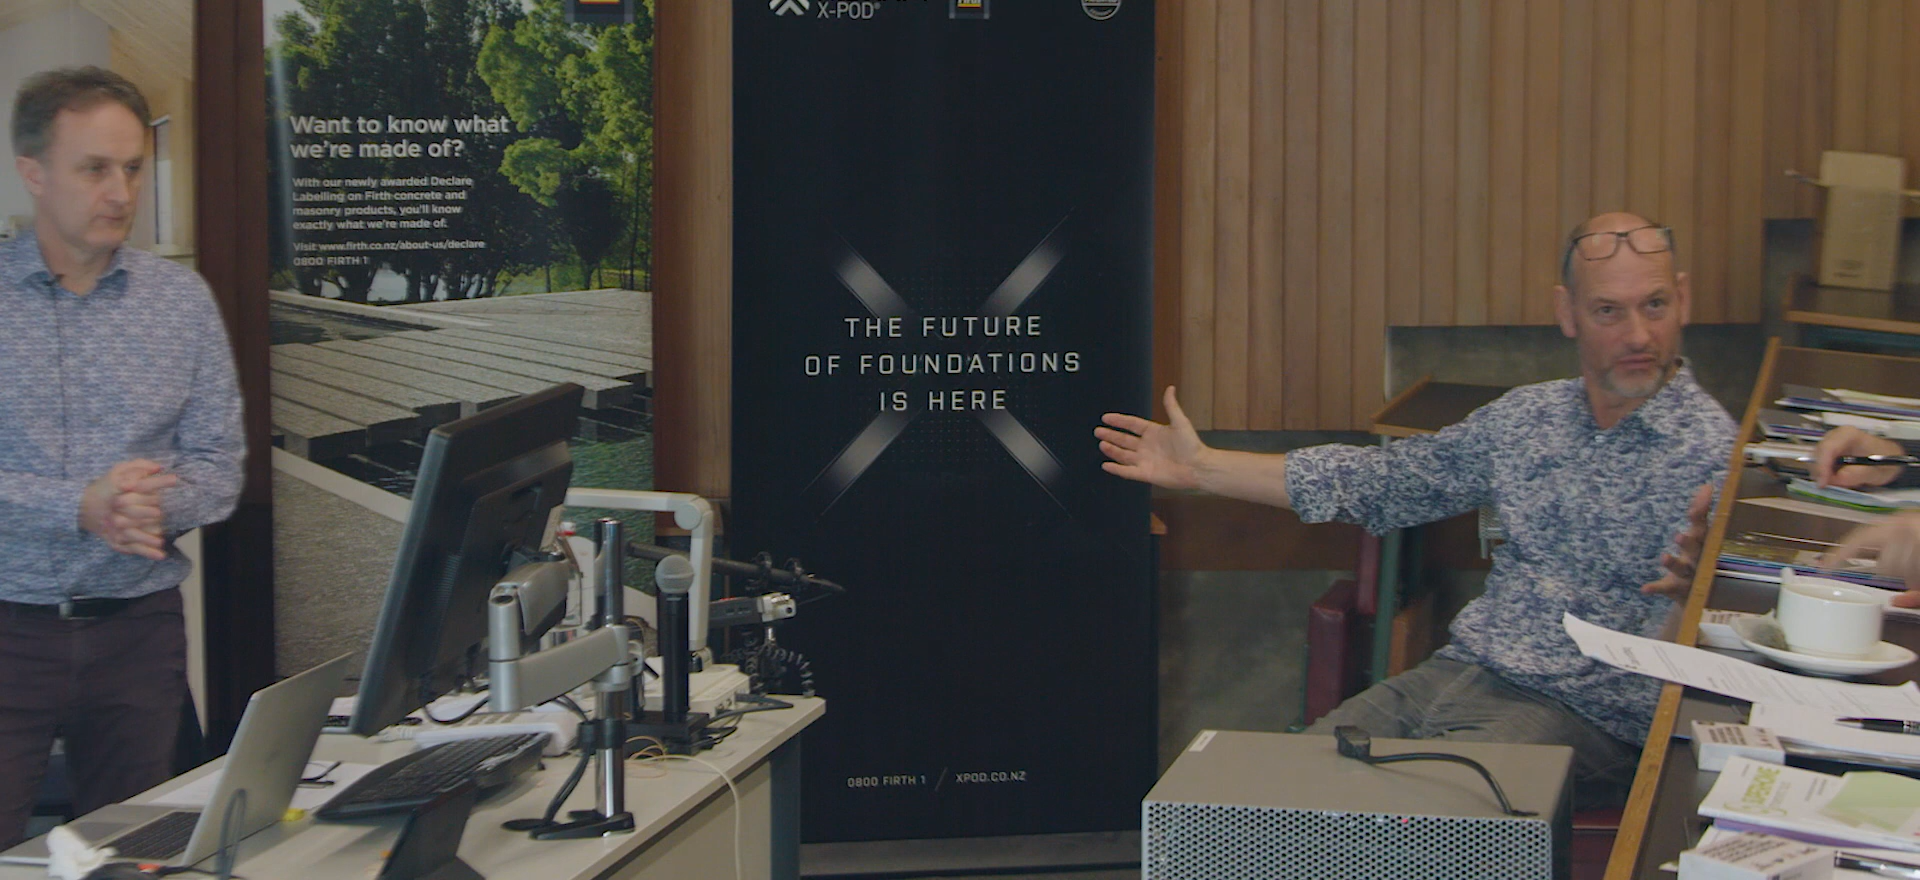 Want to know what
we're made of?
With our newly awarded Declare
Labelling on Firth concrete and
masonry products, you'll know
exactly what we're made of.
Visit www.firth.co.nz/about-us/declare
0800 FIRTH 1
X-POD®
THE FUTURE
OF FOUNDATIONS
IS HERE
0800 FIRTH 1 / XPOD.CO.NZ